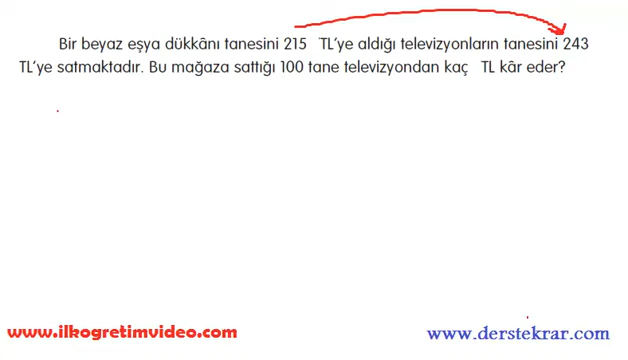 Bir beyaz eşya dükkânı tanesini 215 TL'ye aldığı televizyonların tanesini 243
TL'ye satmaktadır. Bu mağaza sattığı 100 tane televizyondan kaç TL kâr eder?
www.ilkogretimvideo.com
www.derstekrar.com